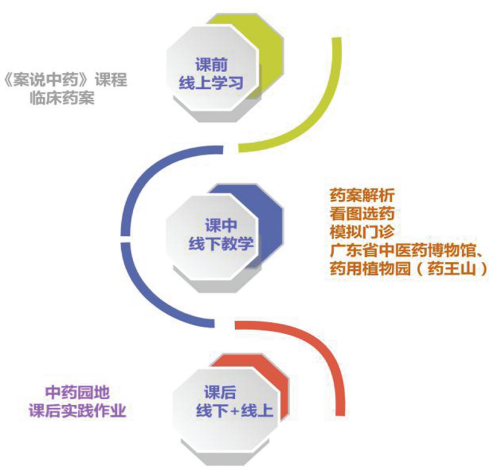 课前
线上学习
《案说中药》课程
临床药案
课中
线下教学
药案解析
看图选药
模拟门诊
广东省中医药博物馆、
药用植物园（药王山）
课后
线下+线上
中药园地
课后实践作业